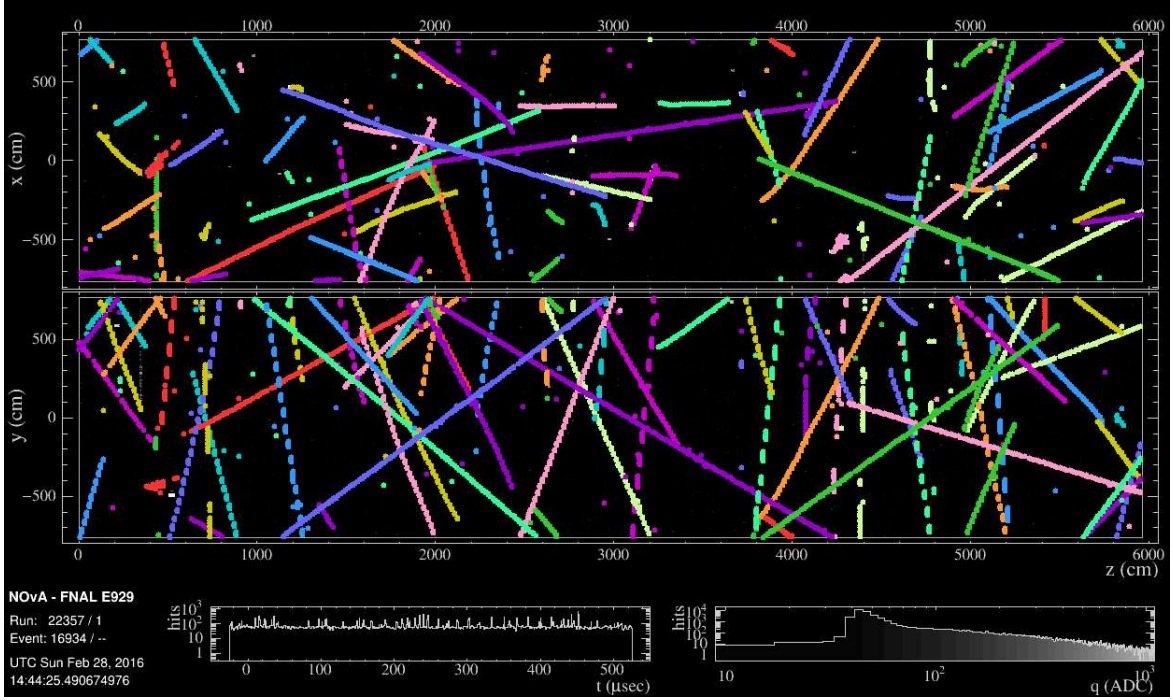 0 1000 2000 3000 4000 5000 6000
500
x (cm)
0
−500
500
y (cm)
0
−500
0 1000 2000 3000 4000 5000 6000
z (cm)
NOvA - FNAL E929
Run: 22357 / 1
Event: 16934 / --
UTC Sun Feb 28, 2016
14:44:25.490674976
hits
10³
10²
10
1
0 100 200 300 400 500
t (μsec)
hits
10⁴
10³
10²
10
1
10 10² 10³
q (ADC)